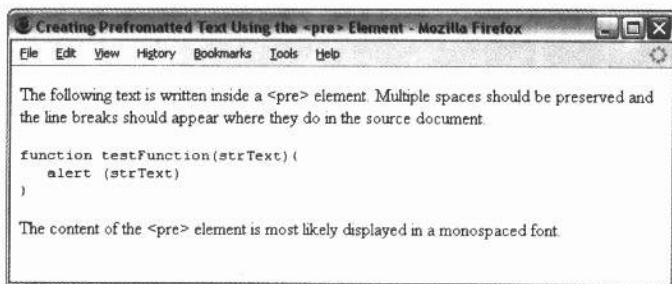 Creating Prefromatted Text Using the <pre> Element - Mozilla Firefox
File Edit View History Bookmarks Tools Help
The following text is written inside a <pre> element. Multiple spaces should be preserved and
the line breaks should appear where they do in the source document.
function testFunction(strText){
   alert (strText)
}
The content of the <pre> element is most likely displayed in a monospaced font.